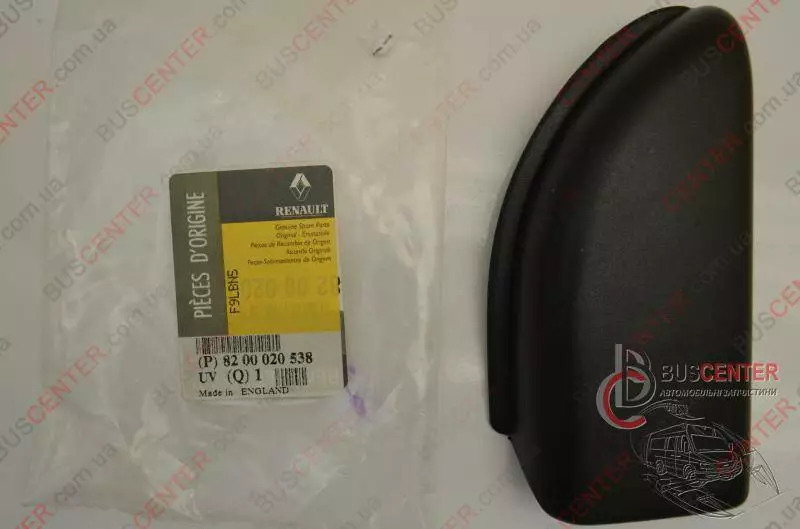 PIÈCES D'ORIGINE
RENAULT
Genuine Spare Parts
Original - Ersatzteile
Piezas de Recambio de Origen
Ricambi Originali
Peças-Sobressalentes de Origem
F9LBN5
(P) 82 00 020 538
UV (Q) 1
Made in ENGLAND
BUSCENTER
АВТОМОБІЛЬНІ ЗАПЧАСТИНИ
BUSCENTER.com.ua